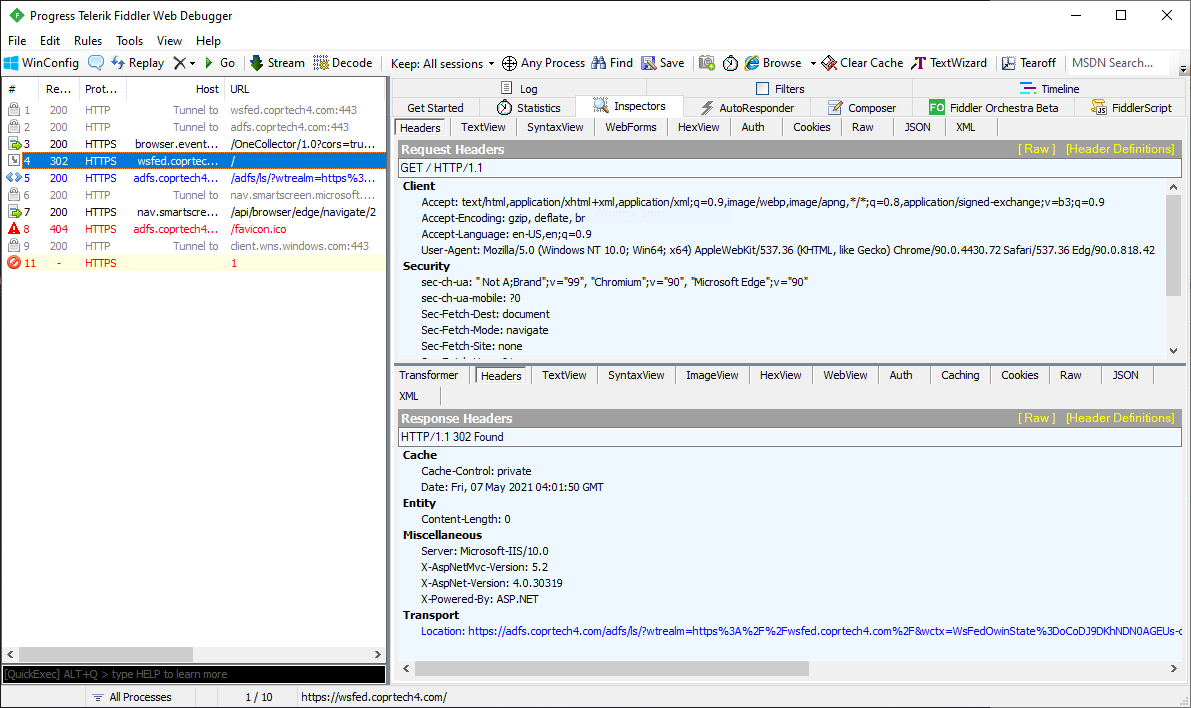 Progress Telerik Fiddler Web Debugger
File Edit Rules Tools View Help
WinConfig Replay Go Stream Decode Keep: All sessions Any Process Find Save Browse Clear Cache TextWizard Tearoff MSDN Search...
# Re... Prot... Host URL
1 200 HTTP Tunnel to wsfed.coprtech4.com:443
2 200 HTTP Tunnel to adfs.coprtech4.com:443
3 200 HTTPS browser.event... /OneCollector/1.0?cors=tru...
4 302 HTTPS wsfed.coprtec... /
5 200 HTTPS adfs.coprtech4... /adfs/ls/?wtrealm=https%3...
6 200 HTTP Tunnel to nav.smartscreen.microsoft....
7 200 HTTPS nav.smartscre... /api/browser/edge/navigate/2
8 404 HTTPS adfs.coprtech4... /favicon.ico
9 200 HTTP Tunnel to client.wns.windows.com:443
11 - HTTPS 1
[QuickExec] ALT+Q > type HELP to learn more
All Processes 1 / 10 https://wsfed.coprtech4.com/
Log Filters Timeline
Get Started Statistics Inspectors AutoResponder Composer FO Fiddler Orchestra Beta FiddlerScript
Headers TextView SyntaxView WebForms HexView Auth Cookies Raw JSON XML
Request Headers [ Raw ] [Header Definitions]
GET / HTTP/1.1
Client
Accept: text/html,application/xhtml+xml,application/xml;q=0.9,image/webp,image/apng,*/*;q=0.8,application/signed-exchange;v=b3;q=0.9
Accept-Encoding: gzip, deflate, br
Accept-Language: en-US,en;q=0.9
User-Agent: Mozilla/5.0 (Windows NT 10.0; Win64; x64) AppleWebKit/537.36 (KHTML, like Gecko) Chrome/90.0.4430.72 Safari/537.36 Edg/90.0.818.42
Security
sec-ch-ua: " Not A;Brand";v="99", "Chromium";v="90", "Microsoft Edge";v="90"
sec-ch-ua-mobile: ?0
Sec-Fetch-Dest: document
Sec-Fetch-Mode: navigate
Sec-Fetch-Site: none
Transformer Headers TextView SyntaxView ImageView HexView WebView Auth Caching Cookies Raw JSON
XML
Response Headers [ Raw ] [Header Definitions]
HTTP/1.1 302 Found
Cache
Cache-Control: private
Date: Fri, 07 May 2021 04:01:50 GMT
Entity
Content-Length: 0
Miscellaneous
Server: Microsoft-IIS/10.0
X-AspNetMvc-Version: 5.2
X-AspNet-Version: 4.0.30319
X-Powered-By: ASP.NET
Transport
Location: https://adfs.coprtech4.com/adfs/ls/?wtrealm=https%3A%2F%2Fwsfed.coprtech4.com%2F&wctx=WsFedOwinState%3DoCoDJ9DKhNDN0AGEUs-